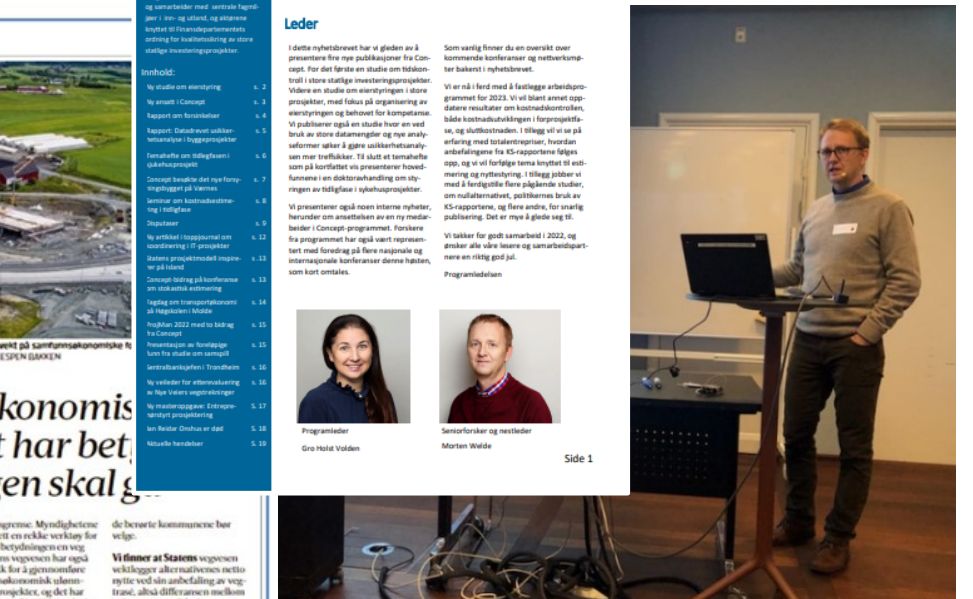 og samarbeider med sentrale fagmil-
jøer i inn- og utland, og aktørene
knyttet til Finansdepartementets
ordning for kvalitetssikring av store
statlige investeringsprosjekter.
Innhold:
Ny studie om eierstyring s. 2
Ny ansatt i Concept s. 3
Rapport om forsinkelser s. 4
Rapport: Datadrevet usikker-
hetsanalyse i byggeprosjekter s. 5
Temahefte om tidligfasen i
sjukehusprosjekt s. 6
Concept besøkte det nye forsy-
ningsbygget på Værnes s. 7
Seminar om kostnadsestime-
ring i tidligfase s. 8
Disputaser s. 9
Ny artikkel i toppjournal om
koordinering i IT-prosjekter s. 12
Statens prosjektmodell inspire-
rer på Island s. 13
Concept-bidrag på konferanse
om stokastisk estimering s. 13
Fagdag om transportøkonomi
på Høgskolen i Molde s. 14
ProjMan 2022 med to bidrag
fra Concept s. 15
Presentasjon av foreløpige
funn fra studie om samspill s. 15
Sentralbanksjefen i Trondheim s. 16
Ny veileder for etterevaluering
av Nye Veiers vegstrekninger s. 16
Ny masteroppgave: Entrepre-
nørstyrt prosjektering S. 17
Jan Reidar Onshus er død S. 18
Aktuelle hendelser S. 19
Leder
I dette nyhetsbrevet har vi gleden av å
presentere fire nye publikasjoner fra Con-
cept. For det første en studie om tidskon-
troll i store statlige investeringsprosjekter.
Videre en studie om eierstyringen i store
prosjekter, med fokus på organisering av
eierstyringen og behovet for kompetanse.
Vi publiserer også en studie hvor en ved
bruk av store datamengder og nye analy-
seformer søker å gjøre usikkerhetsanaly-
sen mer treffsikker. Til slutt et temahefte
som på kortfattet vis presenterer hoved-
funnene i en doktoravhandling om sty-
ringen av tidligfase i sykehusprosjekter.
Vi presenterer også noen interne nyheter,
herunder om ansettelsen av en ny medar-
beider i Concept-programmet. Forskere
fra programmet har også vært represen-
tert med foredrag på flere nasjonale og
internasjonale konferanser denne høsten,
som kort omtales.
Som vanlig finner du en oversikt over
kommende konferanser og nettverksmø-
ter bakerst i nyhetsbrevet.
Vi er nå i ferd med å fastlegge arbeidspro-
grammet for 2023. Vi vil blant annet opp-
datere resultater om kostnadskontrollen,
både kostnadsutviklingen i forprosjektfa-
se, og sluttkostnaden. I tillegg vil vi se på
erfaring med totalentrepriser, hvordan
anbefalingene fra KS-rapportene følges
opp, og vi vil forfølge tema knyttet til esti-
mering og nyttestyring. I tillegg jobber vi
med å ferdigstille flere pågående studier,
om nullalternativet, politikernes bruk av
KS-rapportene, og flere andre, for snarlig
publisering. Det er mye å glede seg til.
Vi takker for godt samarbeid i 2022, og
ønsker alle våre lesere og samarbeidspart-
nere en riktig god jul.
Programledelsen
Programleder
Gro Holst Volden
Seniorforsker og nestleder
Morten Welde
Side 1
vekt på samfunnsøkonomiske
ESPEN BAKKEN
konomis
t har bet
gen skal g
sgrense. Myndighetene
ett en rekke verktøy for
betydningen en veg
ns vegvesen har også
k for å gjennomføre
nøkonomisk ulønn-
rosjekter, og det har
de berørte kommunene bør
velge.
Vi finner at Statens vegvesen
vektlegger alternativenes netto
nytte ved sin anbefaling av veg-
trasé, altså differansen mellom